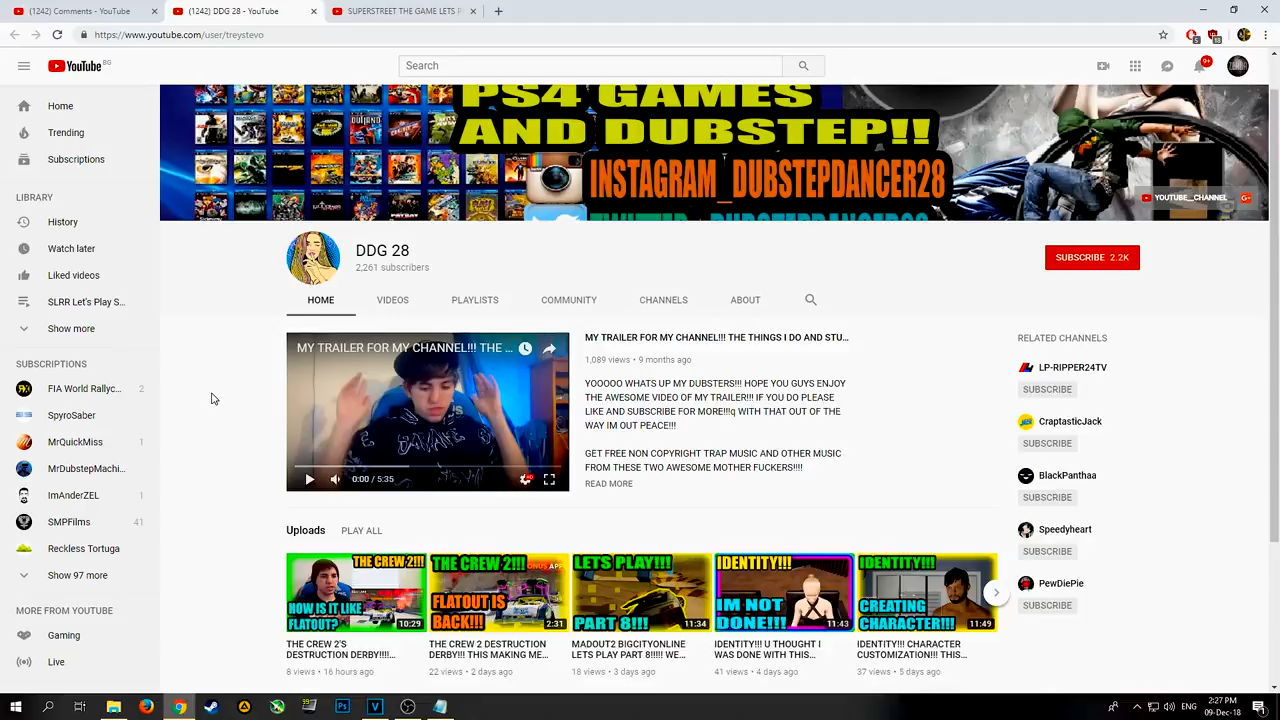 (1242) Comments - YouTube
(1242) DDG 28 - YouTube
SUPERSTREET THE GAME LETS P
https://www.youtube.com/user/treystevo
5
YouTube BG
Search
9+
Home
Trending
Subscriptions
LIBRARY
History
Watch later
Liked videos
SLRR Let's Play S...
Show more
SUBSCRIPTIONS
FIA World Rallyc... 2
SpyroSaber
MrQuickMiss 1
MrDubstepMachi...
ImAnderZEL 1
SMPFilms 41
Reckless Tortuga
Show 97 more
MORE FROM YOUTUBE
Gaming
Live
PS4 GAMES
AND DUBSTEP!!
INSTAGRAM_DUBSTEPDANCER28
YOUTUBE_CHANNEL G+
DDG 28
2,261 subscribers
SUBSCRIBE 2.2K
HOME VIDEOS PLAYLISTS COMMUNITY CHANNELS ABOUT
MY TRAILER FOR MY CHANNEL!!! THE ...
0:00 / 5:35
MY TRAILER FOR MY CHANNEL!!! THE THINGS I DO AND STU...
1,089 views • 9 months ago
YOOOOO WHATS UP MY DUBSTERS!!! HOPE YOU GUYS ENJOY
THE AWESOME VIDEO OF MY TRAILER!!! IF YOU DO PLEASE
LIKE AND SUBSCRIBE FOR MORE!!!q WITH THAT OUT OF THE
WAY IM OUT PEACE!!!
GET FREE NON COPYRIGHT TRAP MUSIC AND OTHER MUSIC
FROM THESE TWO AWESOME MOTHER FUCKERS!!!!
READ MORE
RELATED CHANNELS
LP-RIPPER24TV
SUBSCRIBE
CraptasticJack
SUBSCRIBE
BlackPanthaa
SUBSCRIBE
Speedyheart
SUBSCRIBE
PewDiePie
SUBSCRIBE
Uploads PLAY ALL
THE CREW 2!!!
HOW IS IT LIKE
FLATOUT?
10:29
THE CREW 2'S
DESTRUCTION DERBY!!!!...
8 views • 16 hours ago
THE CREW 2!!!
FLATOUT IS
BACK!!!
2:31
THE CREW 2 DESTRUCTION
DERBY!!! THIS MAKING ME...
22 views • 2 days ago
LETS PLAY!!!
PART 8!!!
11:34
MADOUT2 BIGCITYONLINE
LETS PLAY PART 8!!!!! WE...
18 views • 3 days ago
IDENTITY!!!
IM NOT
DONE!!!
11:43
IDENTITY!!! U THOUGHT I
WAS DONE WITH THIS...
41 views • 4 days ago
IDENTITY!!!
CREATING
CHARACTER!!!
11:49
IDENTITY!!! CHARACTER
CUSTOMIZATION!!! THIS...
37 views • 5 days ago
ENG
2:27 PM
09-Dec-18